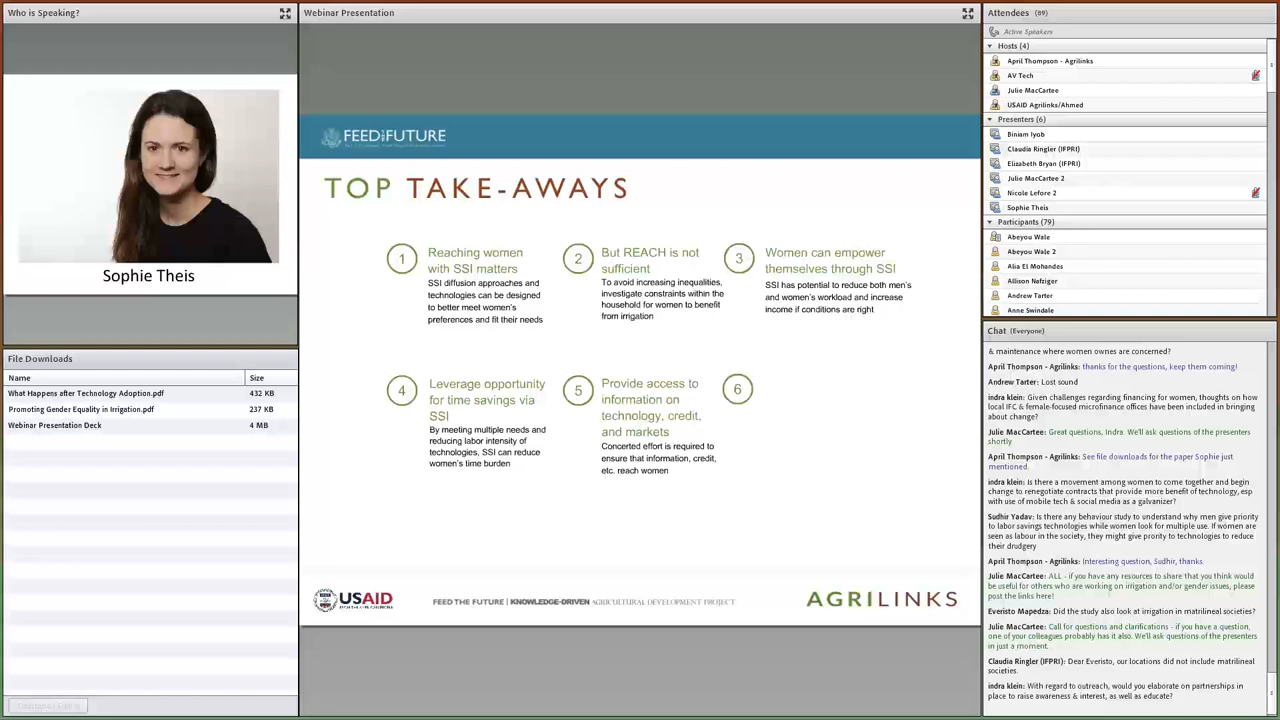 Who is Speaking?
Sophie Theis
File Downloads
Name Size
What Happens after Technology Adoption.pdf 432 KB
Promoting Gender Equality in Irrigation.pdf 237 KB
Webinar Presentation Deck 4 MB
Webinar Presentation
FEED THE FUTURE
TOP TAKE-AWAYS
1
Reaching women
with SSI matters
SSI diffusion approaches and
technologies can be designed
to better meet women's
preferences and fit their needs
2
But REACH is not
sufficient
To avoid increasing inequalities,
investigate constraints within the
household for women to benefit
from irrigation
3
Women can empower
themselves through SSI
SSI has potential to reduce both men's
and women's workload and increase
income if conditions are right
4
Leverage opportunity
for time savings via
SSI
By meeting multiple needs and
reducing labor intensity of
technologies, SSI can reduce
women's time burden
5
Provide access to
information on
technology, credit,
and markets
Concerted effort is required to
ensure that information, credit,
etc. reach women
6
USAID
FEED THE FUTURE | KNOWLEDGE-DRIVEN AGRICULTURAL DEVELOPMENT PROJECT
AGRILINKS
Attendees (89)
Active Speakers
Hosts (4)
April Thompson - Agrilinks
AV Tech
Julie MacCartee
USAID Agrilinks/Ahmed
Presenters (6)
Biniam Iyob
Claudia Ringler (IFPRI)
Elizabeth Bryan (IFPRI)
Julie MacCartee 2
Nicole Lefore 2
Sophie Theis
Participants (79)
Abeyou Wale
Abeyou Wale 2
Alia El Mohandes
Allison Nafziger
Andrew Tarter
Anne Swindale
Chat (Everyone)
& maintenance where women ownes are concerned?
April Thompson - Agrilinks: thanks for the questions, keep them coming!
Andrew Tarter: Lost sound
indra klein: Given challenges regarding financing for women, thoughts on how
local IFC & female-focused microfinance offices have been included in bringing
about change?
Julie MacCartee: Great questions, Indra. We'll ask questions of the presenters
shortly
April Thompson - Agrilinks: See file downloads for the paper Sophie just
mentioned.
indra klein: Is there a movement among women to come together and begin
change to renegotiate contracts that provide more benefit of technology, esp
with use of mobile tech & social media as a galvanizer?
Sudhir Yadav: Is there any behaviour study to understand why men give priority
to labor savings technologies while women look for multiple use. If women are
seen as labour in the society, they might give prority to technologies to reduce
their drudgery
April Thompson - Agrilinks: Interesting question, Sudhir, thanks.
Julie MacCartee: ALL - if you have any resources to share that you think would
be useful for others who are working on irrigation and/or gender issues, please
post the links here!
Everisto Mapedza: Did the study also look at irrigation in matrilineal societies?
Julie MacCartee: Call for questions and clarifications - if you have a question,
one of your colleagues probably has it also. We'll ask questions of the presenters
in just a moment.
Claudia Ringler (IFPRI): Dear Everisto, our locations did not include matrilineal
societies.
indra klein: With regard to outreach, would you elaborate on partnerships in
place to raise awareness & interest, as well as educate?